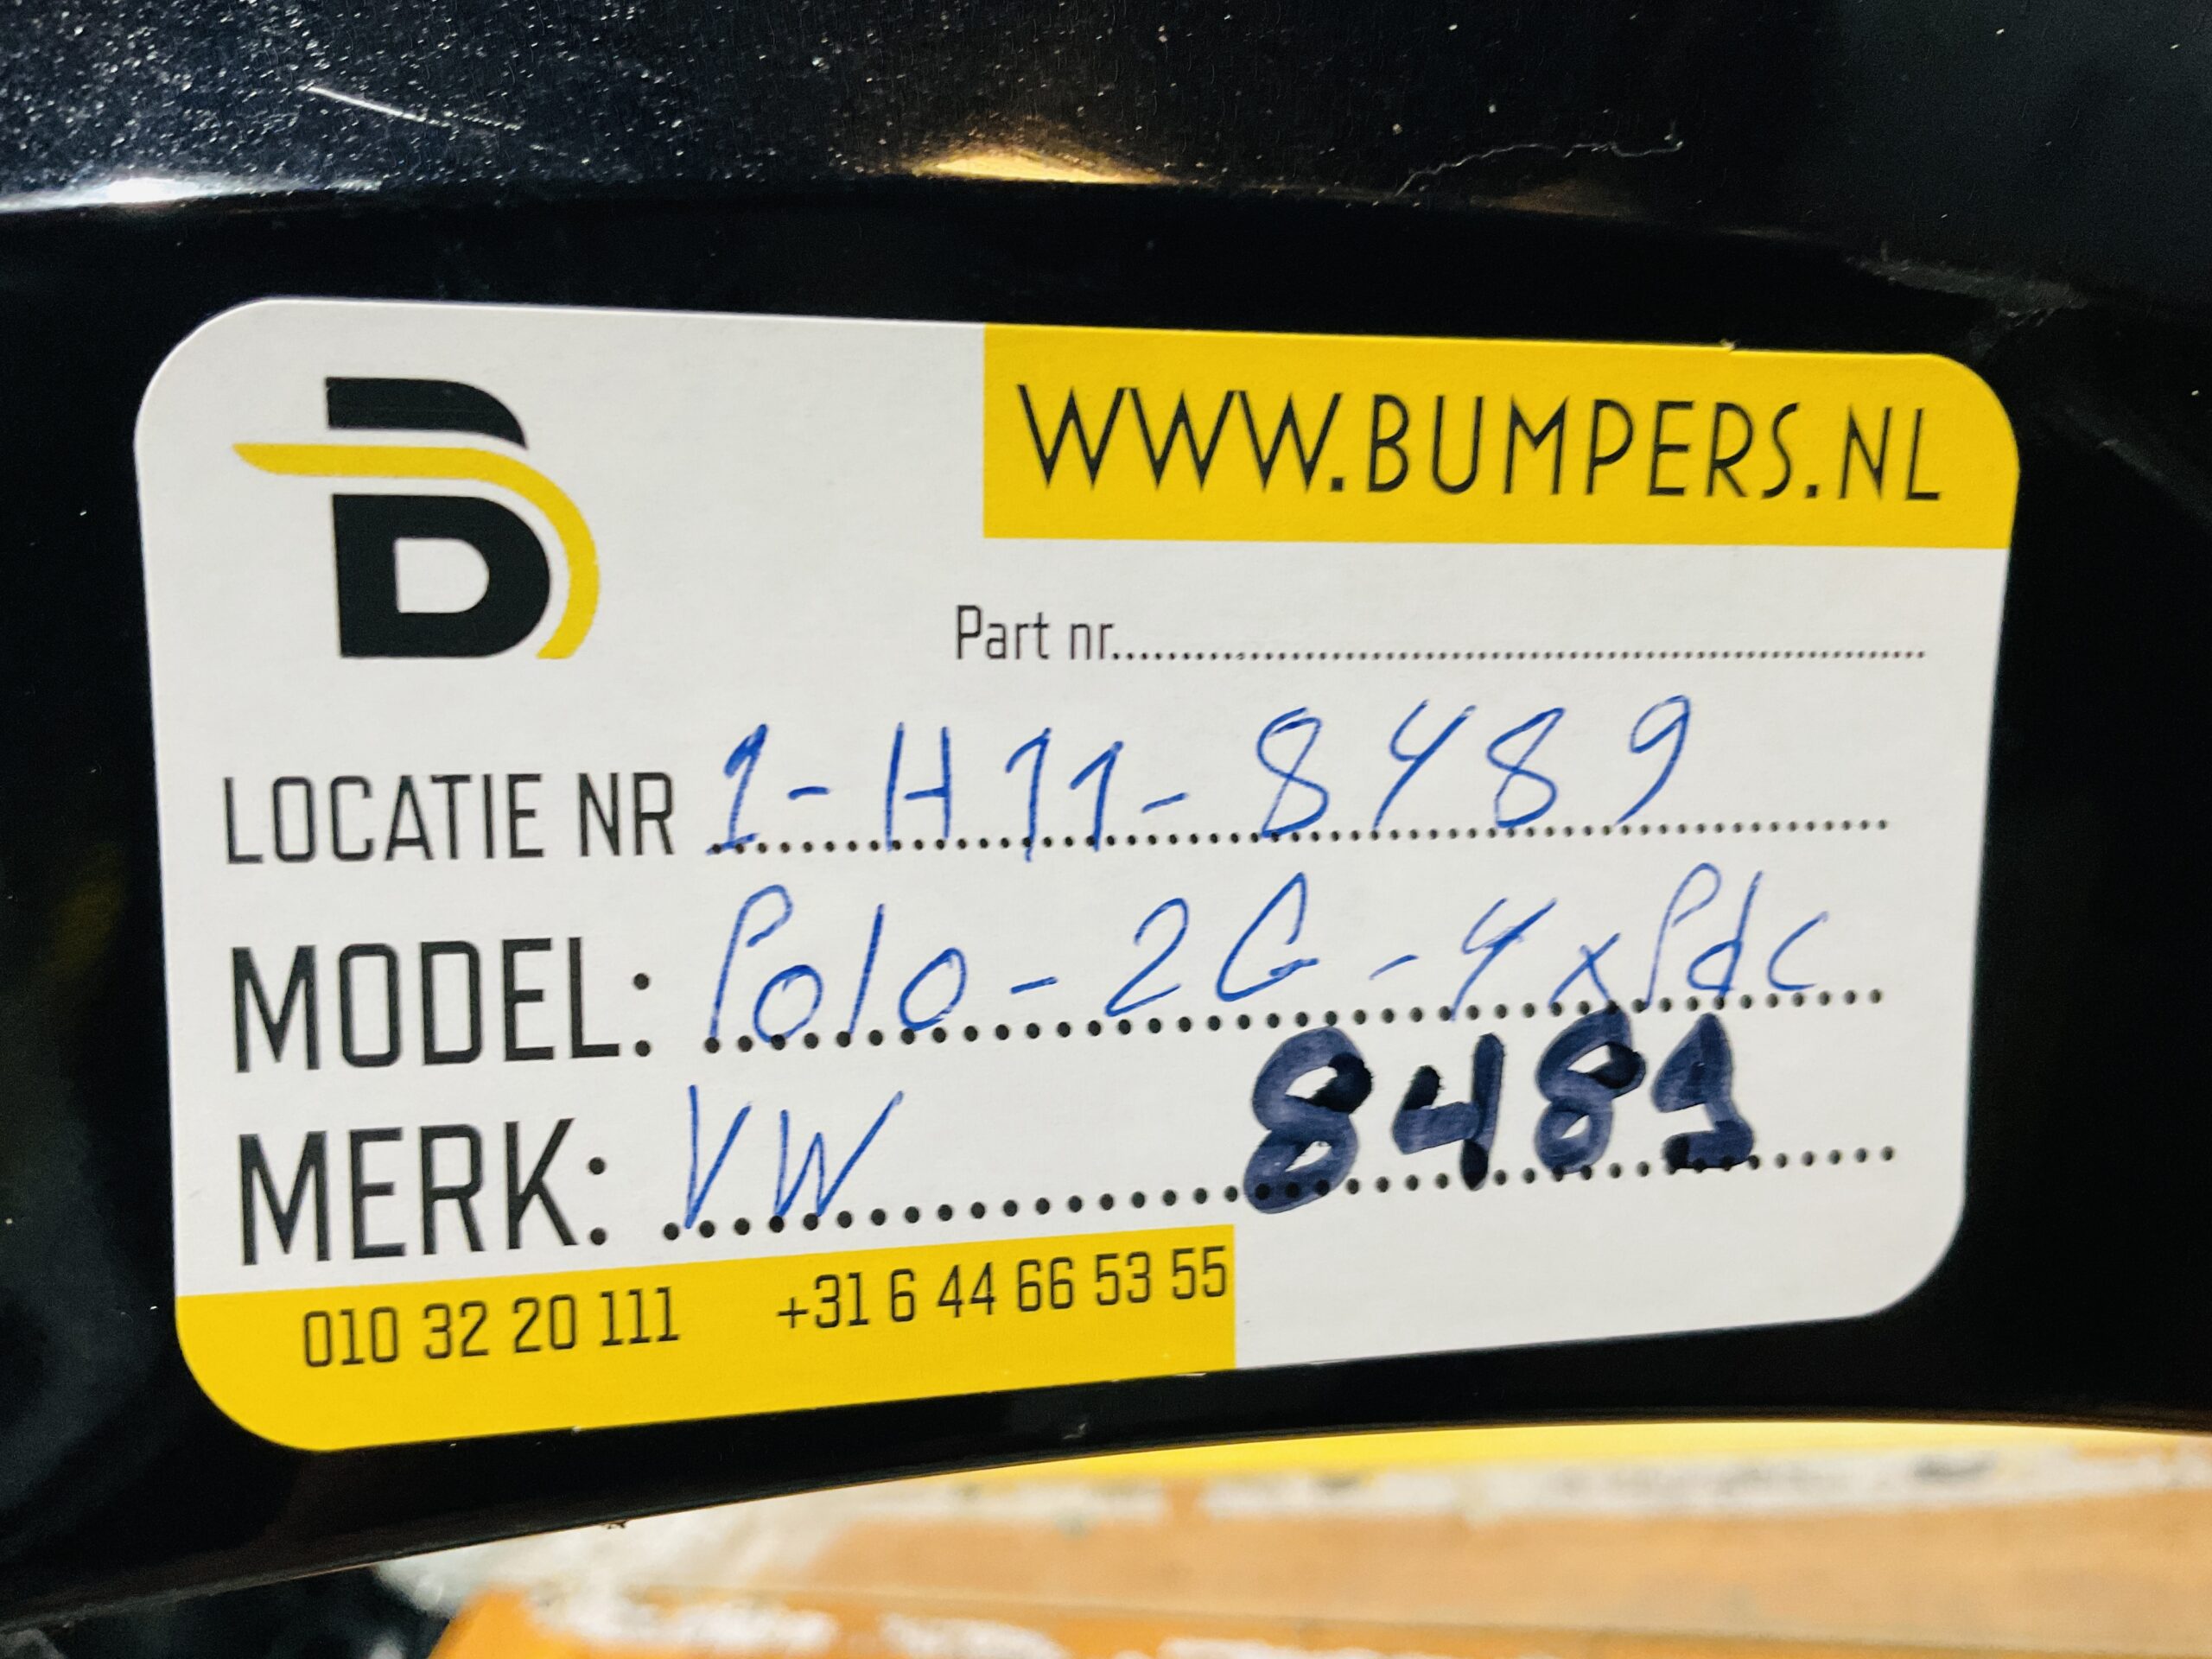 WWW.BUMPERS.NL
Part nr.
LOCATIE NR 1-H11-8489
MODEL: Polo-2G-4xPdc
MERK: VW 8489
010 32 20 111 +31 6 44 66 53 55